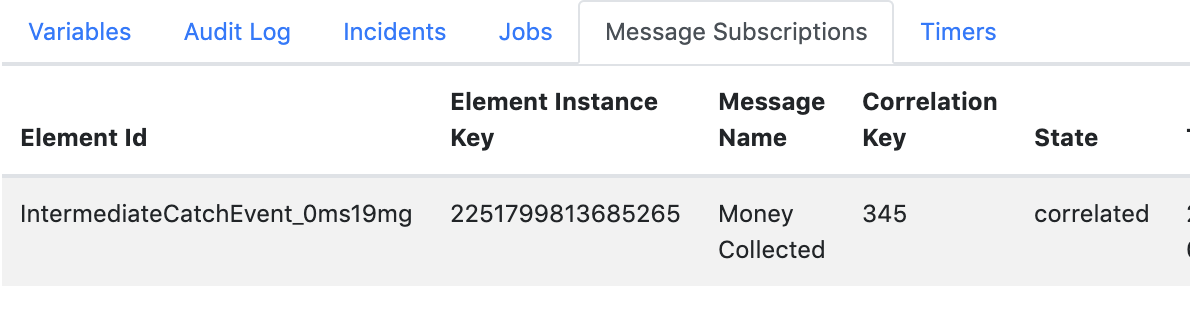 Variables Audit Log Incidents Jobs Message Subscriptions Timers
Element Instance Message Correlation
Element Id Key Name Key State
IntermediateCatchEvent_0ms19mg 2251799813685265 Money 345 correlated
Collected